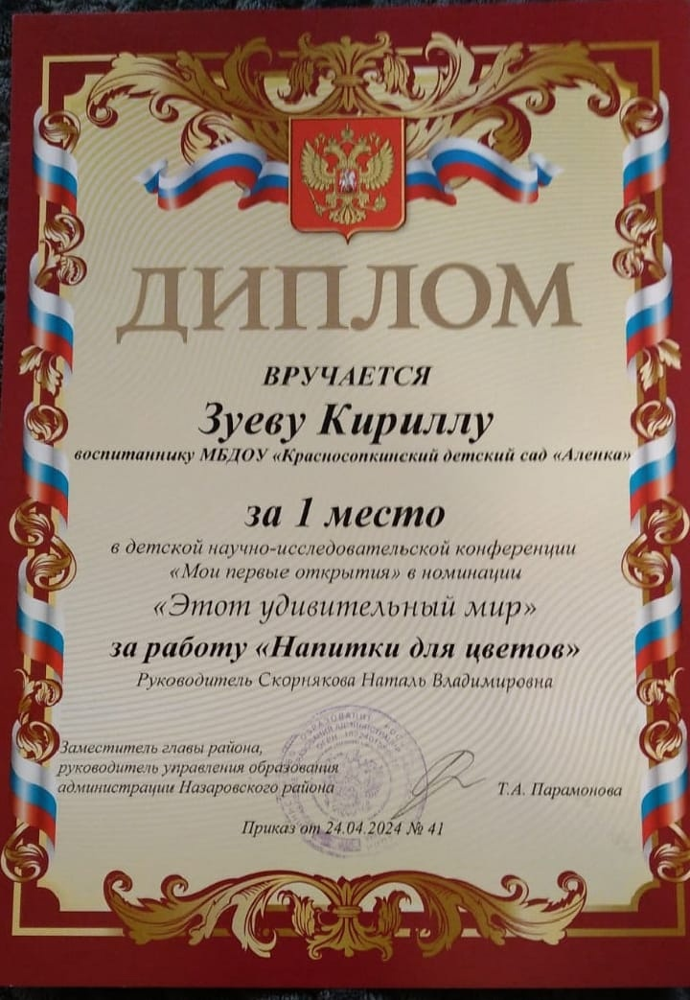 ДИПЛОМ
ВРУЧАЕТСЯ
Зуеву Кириллу
воспитаннику МБДОУ «Красносопкинский детский сад «Аленка»
за 1 место
в детской научно-исследовательской конференции
«Мои первые открытия» в номинации
«Этот удивительный мир»
за работу «Напитки для цветов»
Руководитель Скорнякова Наталь Владимировна
Заместитель главы района,
руководитель управления образования
администрации Назаровского района
Т.А. Парамонова
Приказ от 24.04.2024 № 41